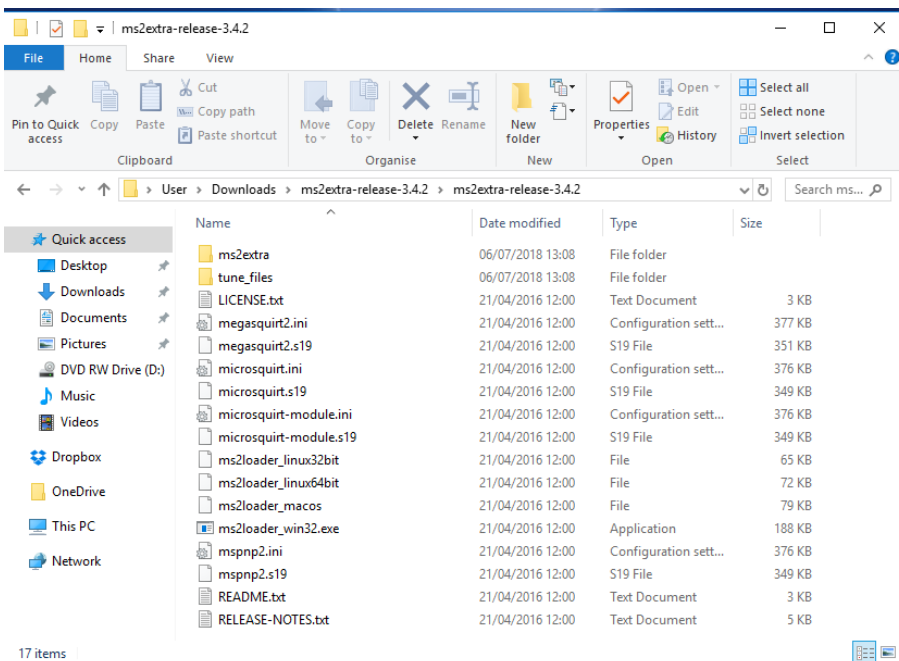 ms2extra-release-3.4.2
File Home Share View
Pin to Quick access
Copy
Paste
Cut
Copy path
Paste shortcut
Move to
Copy to
Delete
Rename
New folder
Properties
Open
Edit
History
Select all
Select none
Invert selection
Clipboard Organise New Open Select
User > Downloads > ms2extra-release-3.4.2 > ms2extra-release-3.4.2
Search ms...
Quick access
Desktop
Downloads
Documents
Pictures
DVD RW Drive (D:)
Music
Videos
Dropbox
OneDrive
This PC
Network
Name Date modified Type Size
ms2extra 06/07/2018 13:08 File folder
tune_files 06/07/2018 13:08 File folder
LICENSE.txt 21/04/2016 12:00 Text Document 3 KB
megasquirt2.ini 21/04/2016 12:00 Configuration sett... 377 KB
megasquirt2.s19 21/04/2016 12:00 S19 File 351 KB
microsquirt.ini 21/04/2016 12:00 Configuration sett... 376 KB
microsquirt.s19 21/04/2016 12:00 S19 File 349 KB
microsquirt-module.ini 21/04/2016 12:00 Configuration sett... 376 KB
microsquirt-module.s19 21/04/2016 12:00 S19 File 349 KB
ms2loader_linux32bit 21/04/2016 12:00 File 65 KB
ms2loader_linux64bit 21/04/2016 12:00 File 72 KB
ms2loader_macos 21/04/2016 12:00 File 79 KB
ms2loader_win32.exe 21/04/2016 12:00 Application 188 KB
mspnp2.ini 21/04/2016 12:00 Configuration sett... 376 KB
mspnp2.s19 21/04/2016 12:00 S19 File 349 KB
README.txt 21/04/2016 12:00 Text Document 3 KB
RELEASE-NOTES.txt 21/04/2016 12:00 Text Document 5 KB
17 items